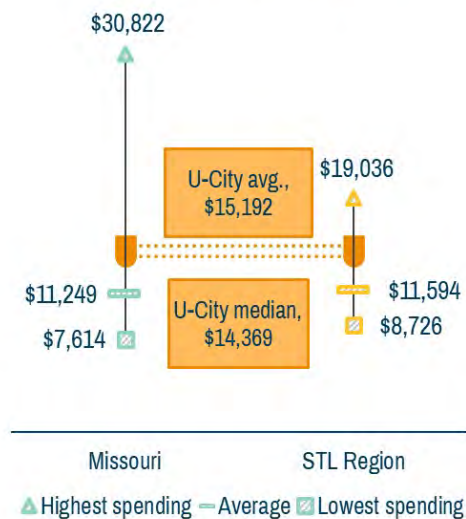 $30,822
U-City avg.,
$15,192
$19,036
$11,249
$11,594
U-City median,
$14,369
$7,614
$8,726
Missouri
STL Region
Highest spending
Average
Lowest spending